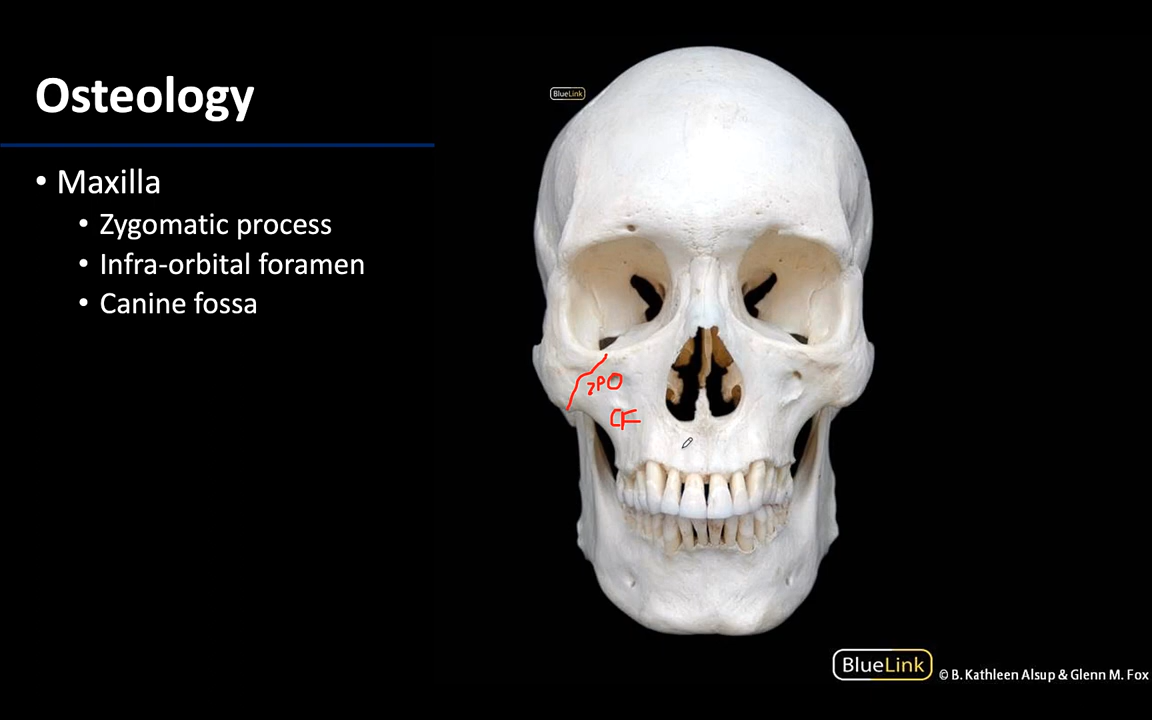 Osteology
• Maxilla
• Zygomatic process
• Infra-orbital foramen
• Canine fossa
BlueLink
ZPO
CF
BlueLink
© B. Kathleen Alsup & Glenn M. Fox